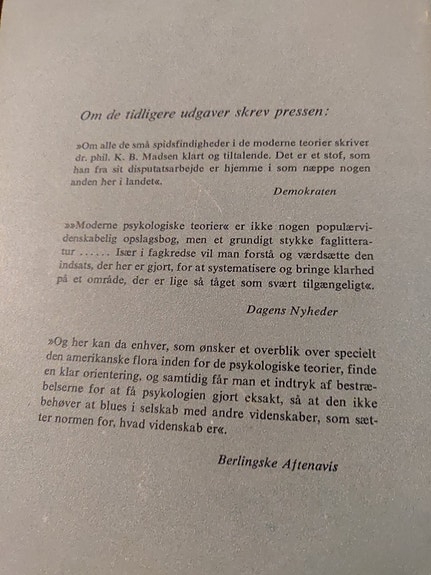 Om de tidligere udgaver skrev pressen:
»Om alle de små spidsfindigheder i de moderne teorier skriver
dr. phil. K. B. Madsen klart og tiltalende. Det er et stof, som
han fra sit disputatsarbejde er hjemme i som næppe nogen
anden her i landet«.
Demokraten
»»Moderne psykologiske teorier« er ikke nogen populærvi-
denskabelig opslagsbog, men et grundigt stykke faglittera-
tur ...... Især i fagkredse vil man forstå og værdsætte den
indsats, der her er gjort, for at systematisere og bringe klarhed
på et område, der er lige så tåget som svært tilgængeligt«.
Dagens Nyheder
»Og her kan da enhver, som ønsker et overblik over specielt
den amerikanske flora inden for de psykologiske teorier, finde
en klar orientering, og samtidig får man et indtryk af bestræ-
belserne for at få psykologien gjort eksakt, så at den ikke
behøver at blues i selskab med andre videnskaber, som sæt-
ter normen for, hvad videnskab er«.
Berlingske Aftenavis